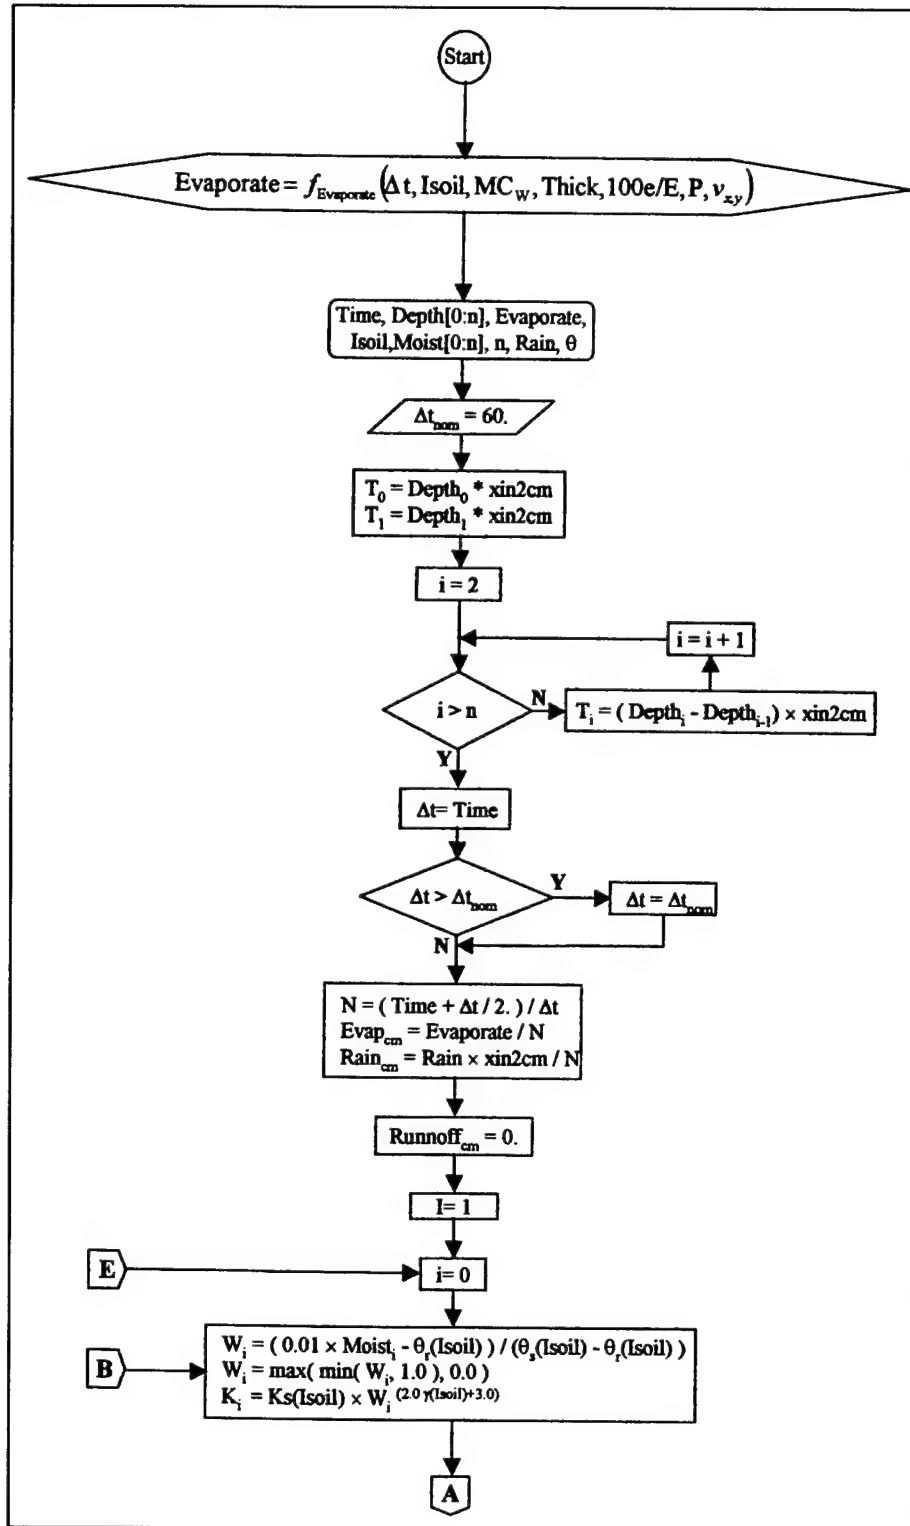 Start
Evaporate = f_Evaporate (Δt, Isoil, MC_W, Thick, 100e/E, P, v_x,y)
Time, Depth[0:n], Evaporate,
Isoil,Moist[0:n], n, Rain, θ
Δt_nom = 60.
T_0 = Depth_0 * xin2cm
T_1 = Depth_1 * xin2cm
i = 2
i = i + 1
i > n
N
T_i = ( Depth_i - Depth_i-1) × xin2cm
Y
Δt= Time
Δt > Δt_nom
Y
Δt = Δt_nom
N
N = ( Time + Δt / 2. ) / Δt
Evap_cm = Evaporate / N
Rain_cm = Rain × xin2cm / N
Runnoff_cm = 0.
I= 1
E
i= 0
W_i = ( 0.01 × Moist_i - θ_r(Isoil) ) / (θ_s(Isoil) - θ_r(Isoil) )
B
W_i = max( min( W_i, 1.0 ), 0.0 )
K_i = Ks(Isoil) × W_i^(2.0 γ(Isoil)+3.0)
A